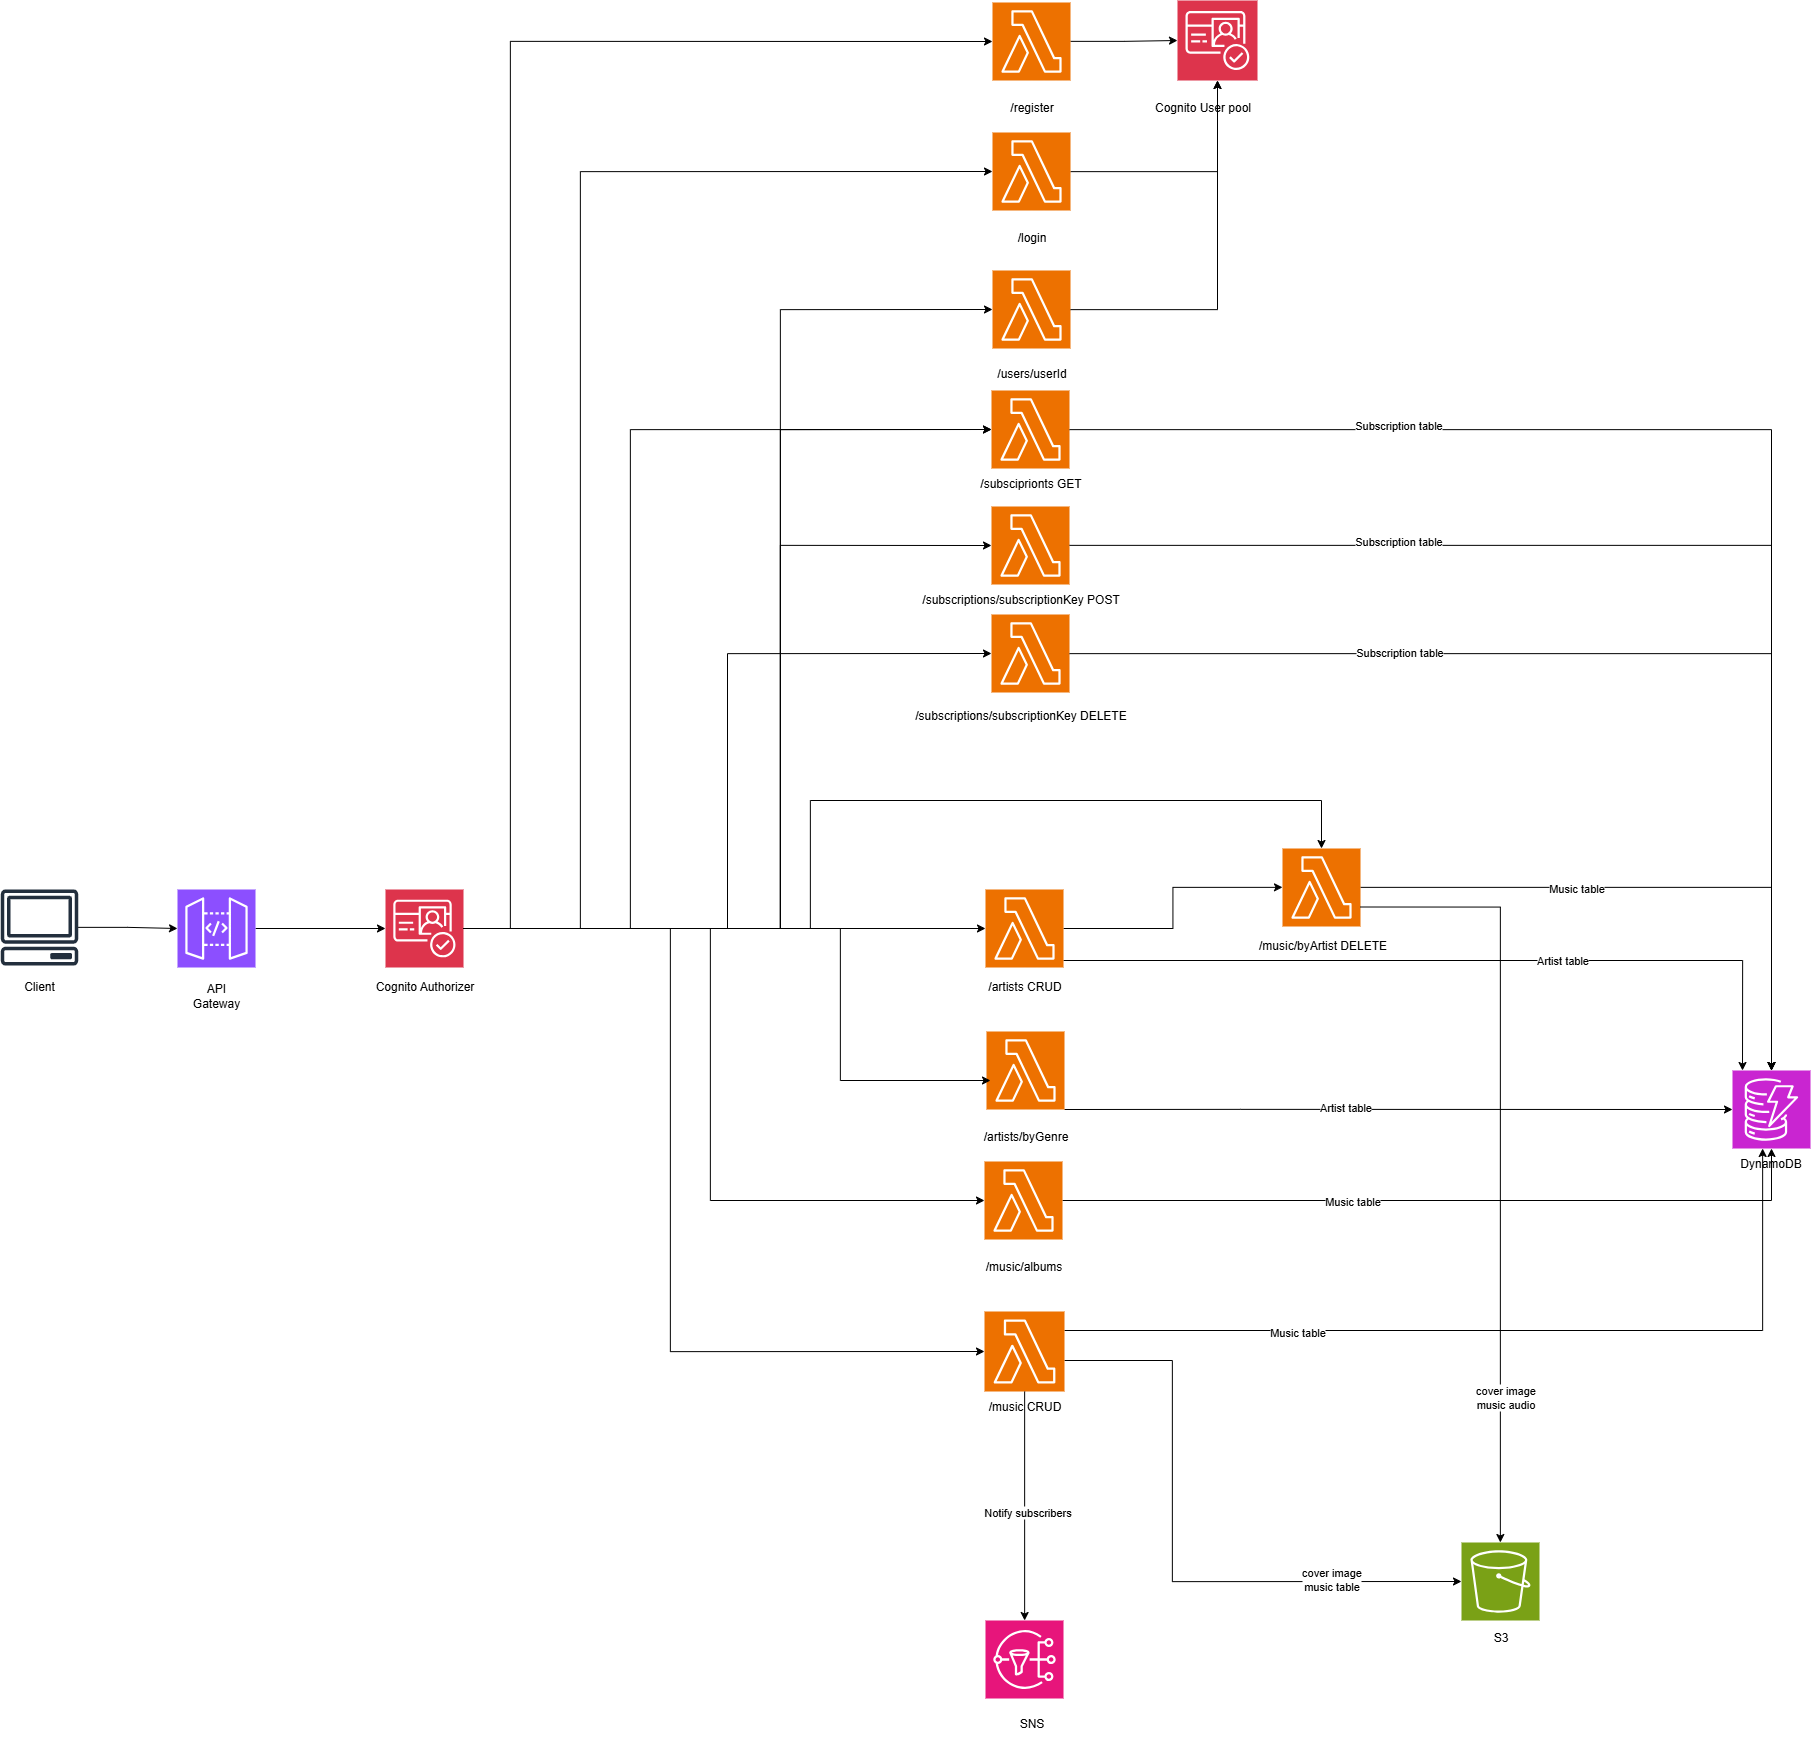 /register
Cognito User pool
/login
/users/userId
Subscription table
/subsciprionts GET
Subscription table
/subscriptions/subscriptionKey POST
Subscription table
/subscriptions/subscriptionKey DELETE
Music table
/music/byArtist DELETE
Artist table
Client
API
Gateway
Cognito Authorizer
/artists CRUD
Artist table
/artists/byGenre
DynamoDB
Music table
/music/albums
Music table
cover image
music audio
/music CRUD
Notify subscribers
cover image
music table
S3
SNS